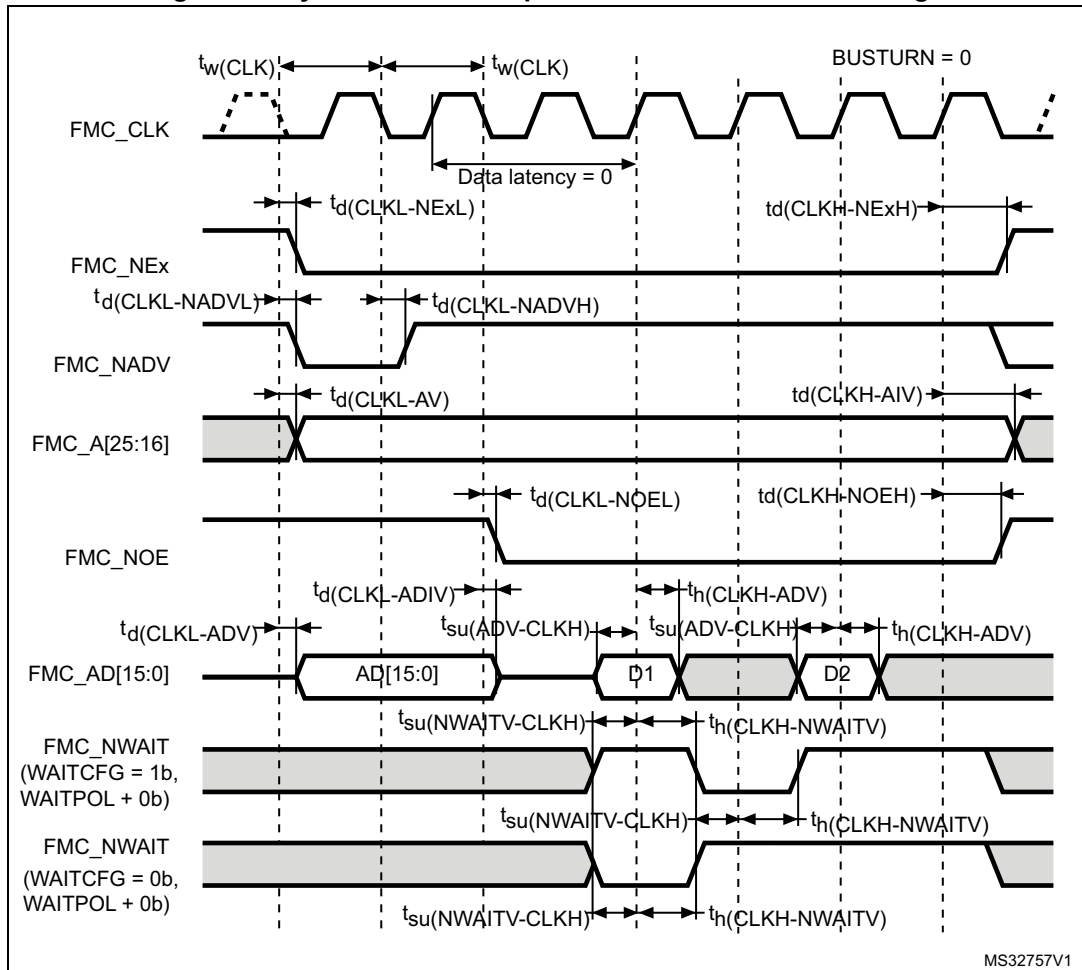 tw(CLK) tw(CLK) BUSTURN = 0
FMC_CLK
Data latency = 0
td(CLKL-NExL) td(CLKH-NExH)
FMC_NEx
td(CLKL-NADVL) td(CLKL-NADVH)
FMC_NADV
td(CLKL-AV) td(CLKH-AIV)
FMC_A[25:16]
td(CLKL-NOEL) td(CLKH-NOEH)
FMC_NOE
td(CLKL-ADIV) th(CLKH-ADV)
td(CLKL-ADV) tsu(ADV-CLKH) tsu(ADV-CLKH) th(CLKH-ADV)
FMC_AD[15:0] AD[15:0] D1 D2
tsu(NWAITV-CLKH) th(CLKH-NWAITV)
FMC_NWAIT
(WAITCFG = 1b,
WAITPOL + 0b)
tsu(NWAITV-CLKH) th(CLKH-NWAITV)
FMC_NWAIT
(WAITCFG = 0b,
WAITPOL + 0b)
tsu(NWAITV-CLKH) th(CLKH-NWAITV)
MS32757V1